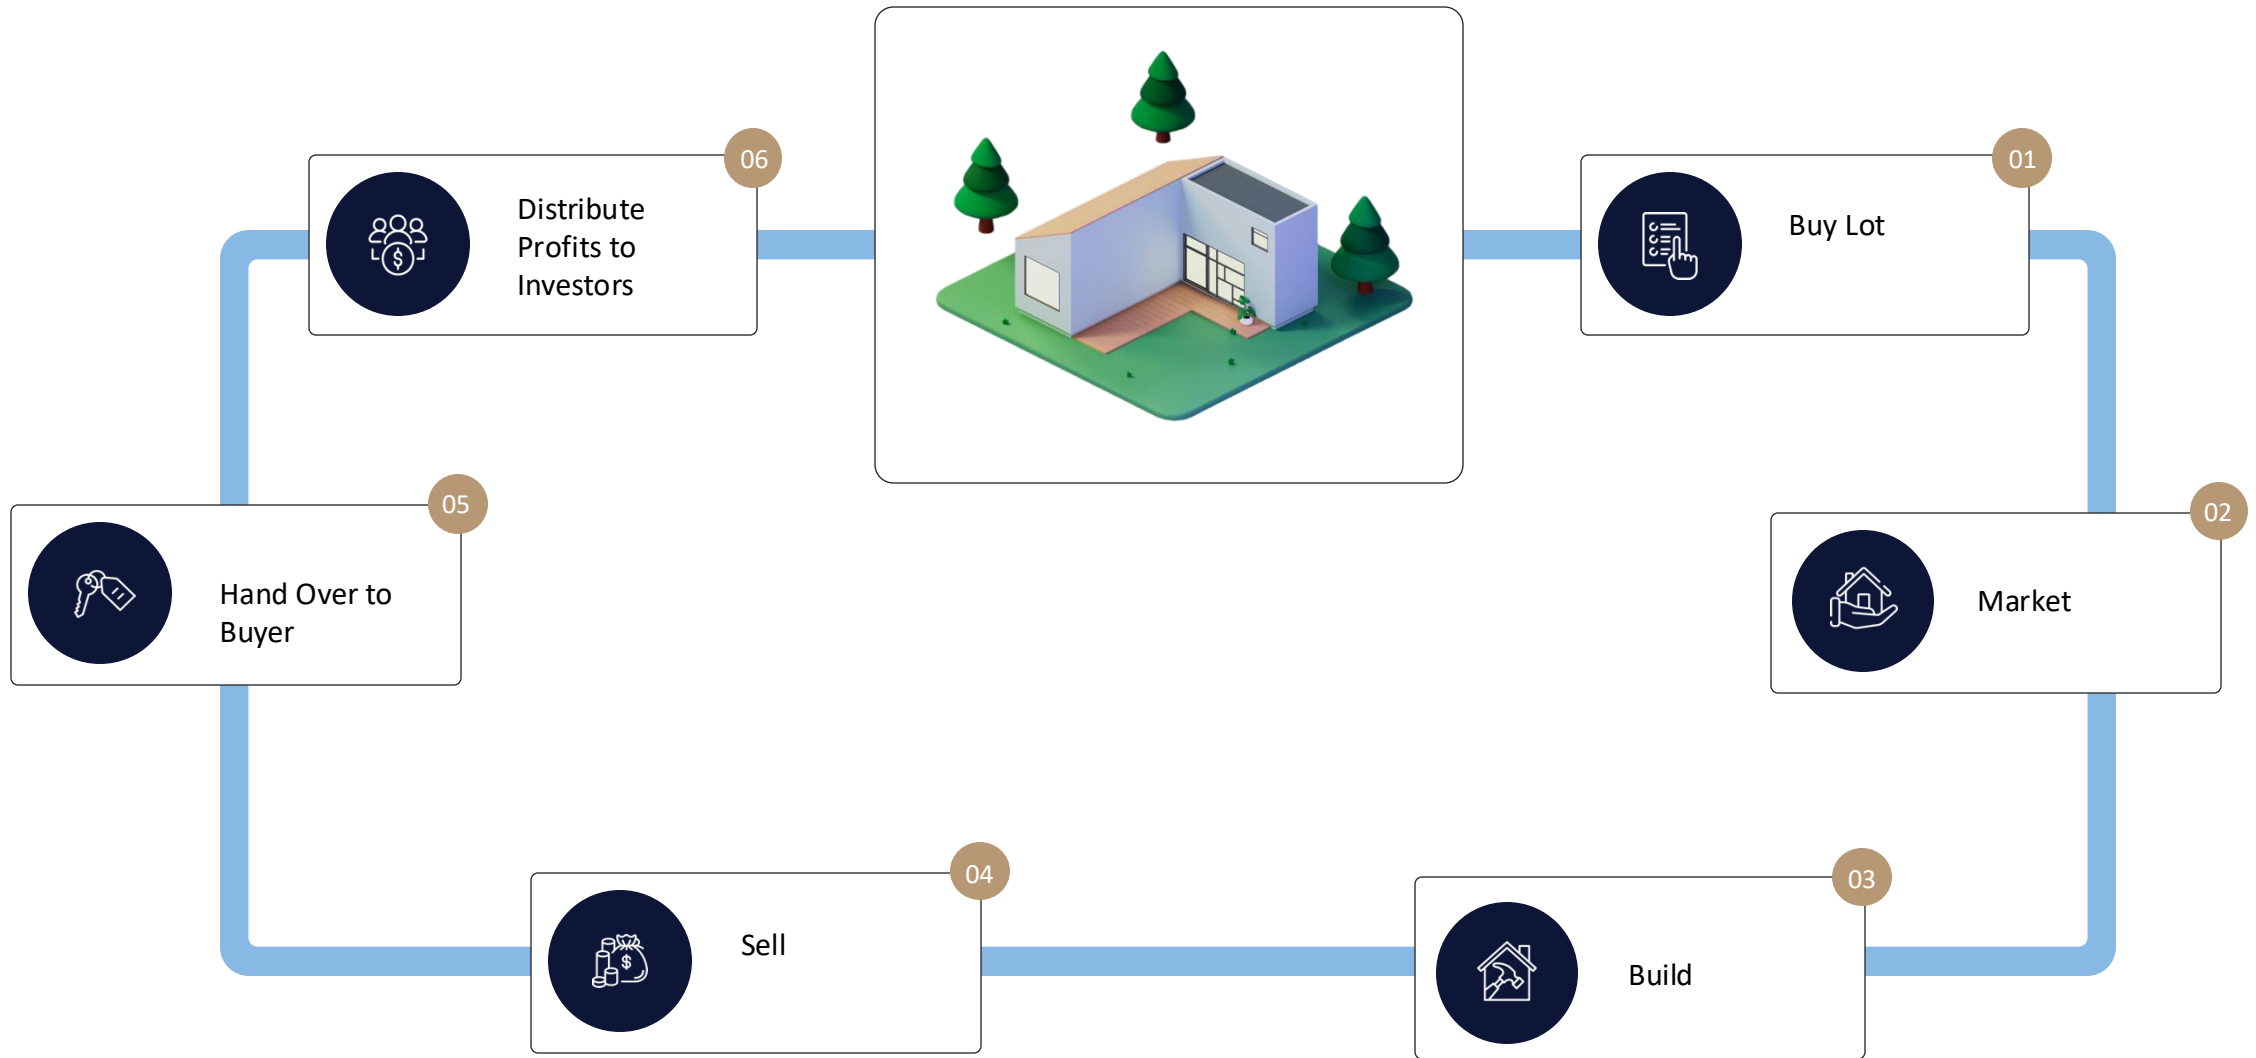 01
Buy Lot
02
Market
03
Build
04
Sell
05
Hand Over to
Buyer
06
Distribute
Profits to
Investors